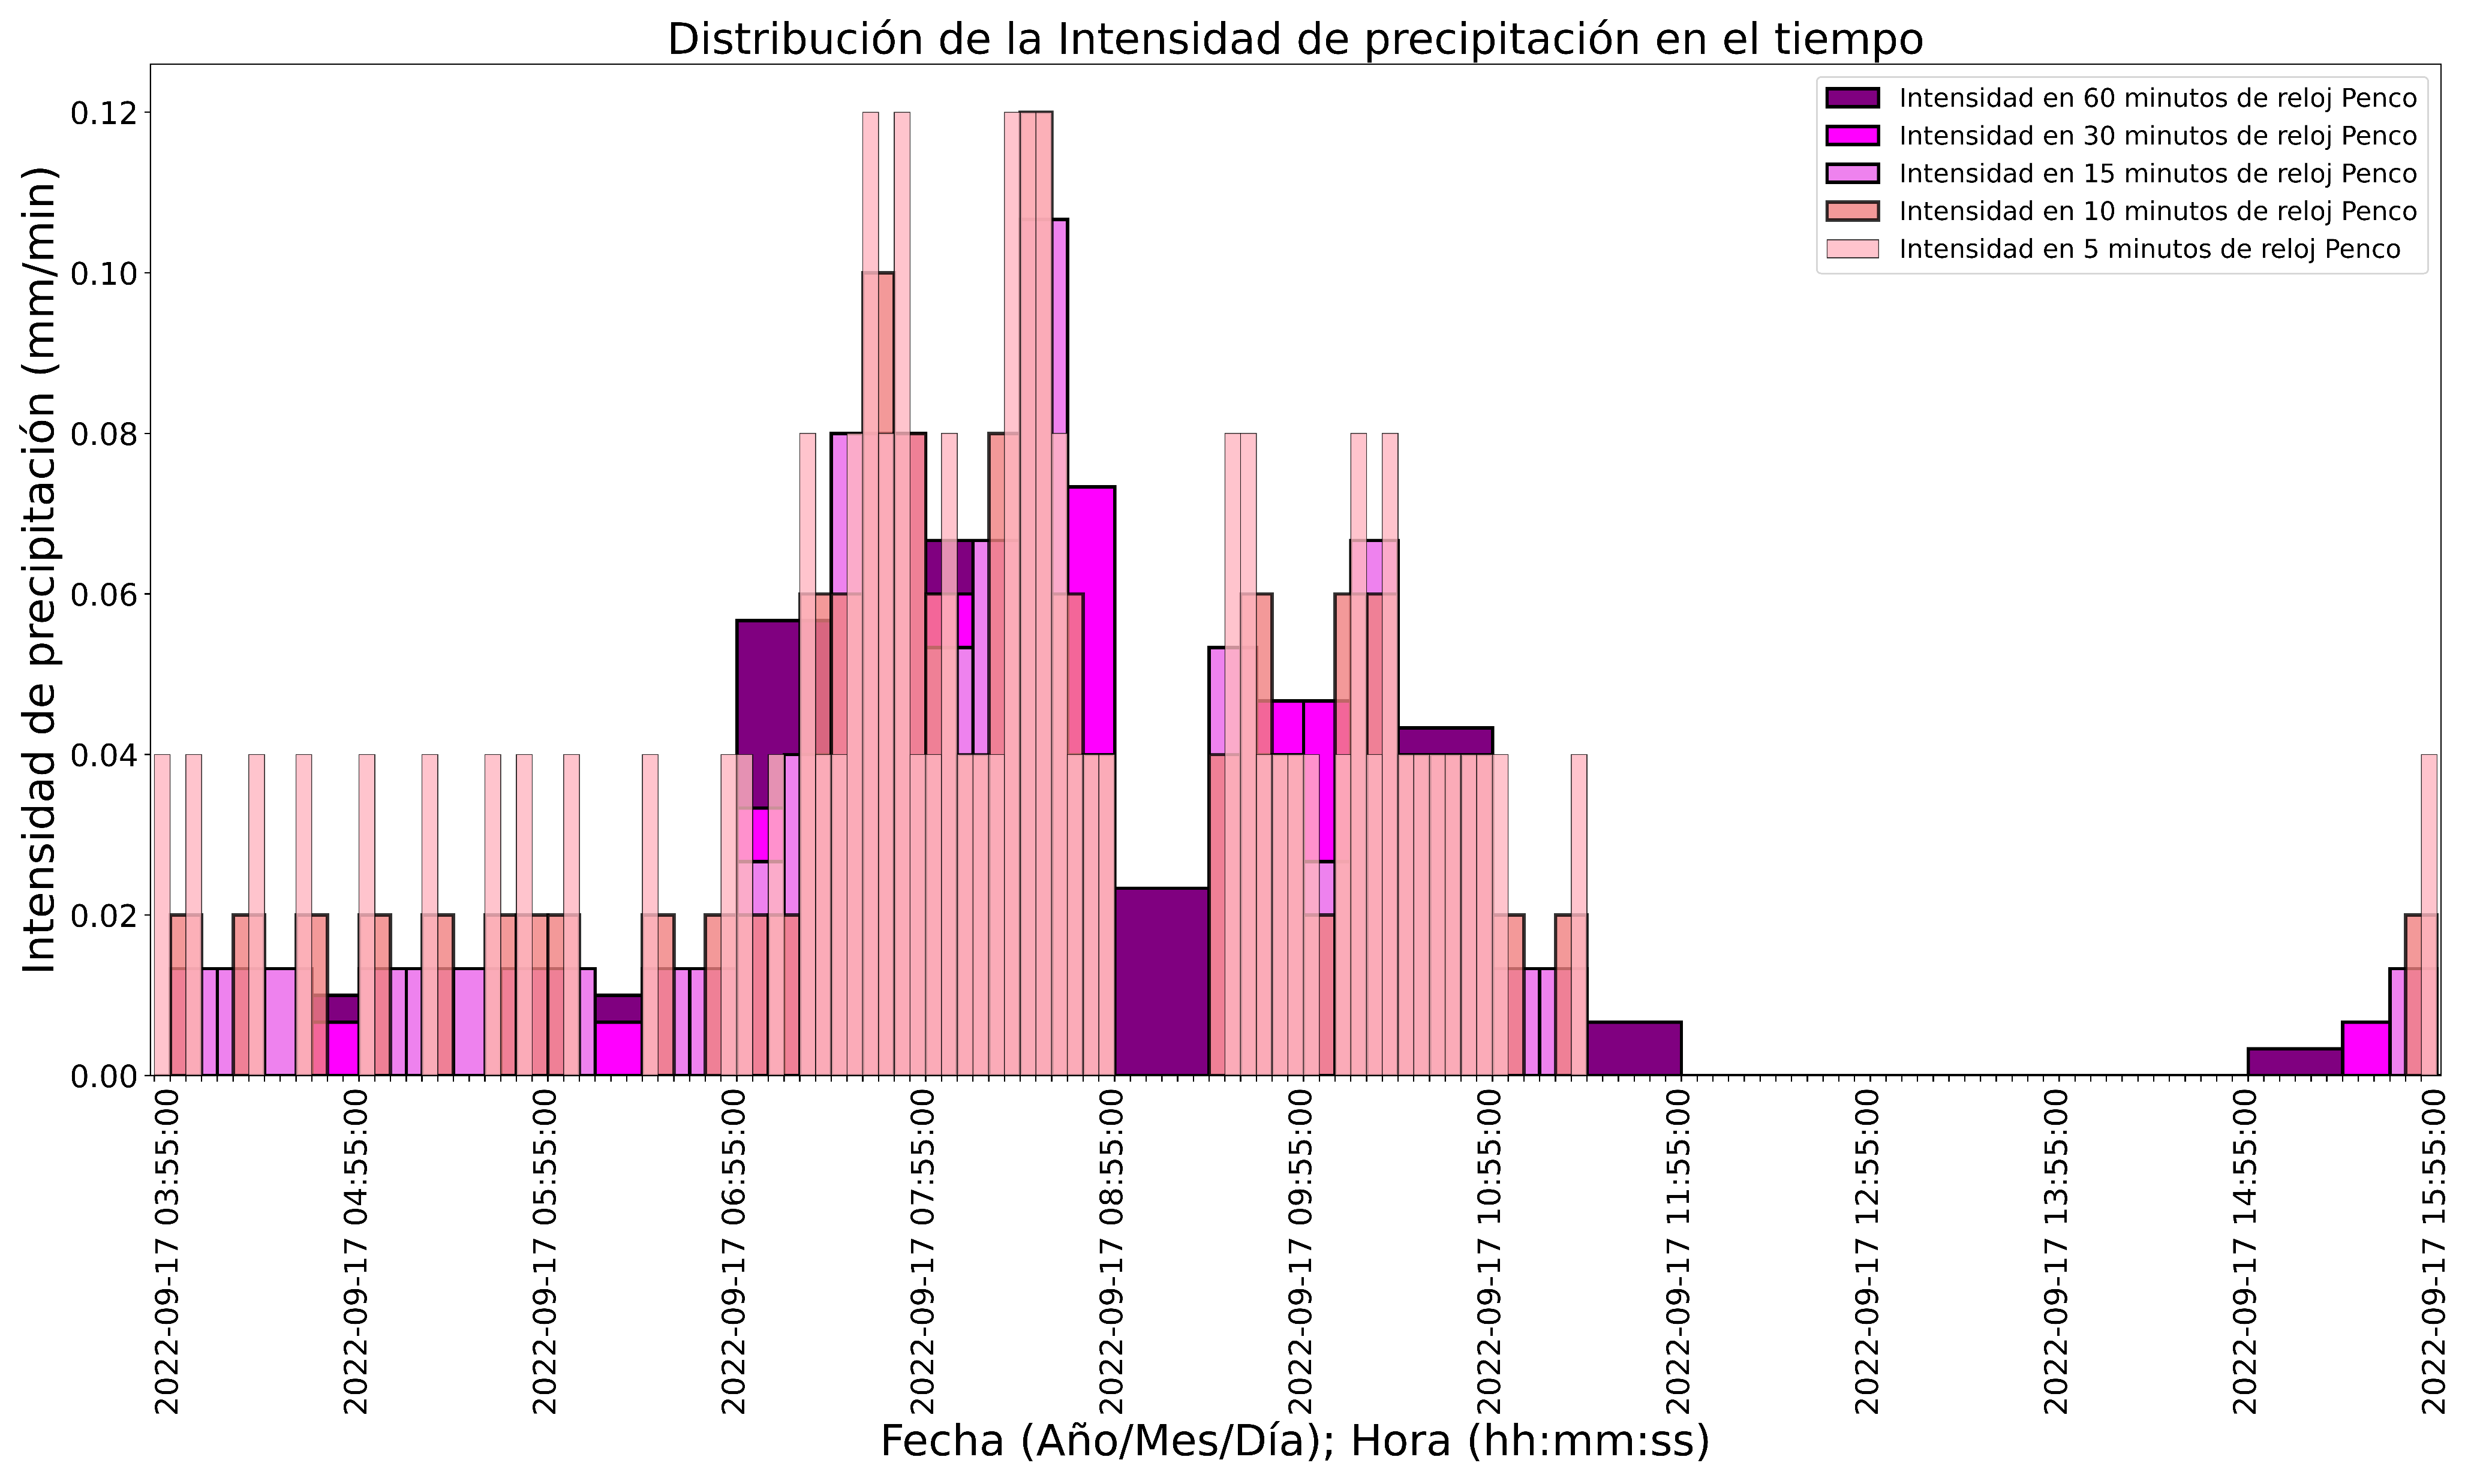 Distribución de la Intensidad de precipitación en el tiempo
Intensidad de precipitación (mm/min)
0.12
0.10
0.08
0.06
0.04
0.02
0.00
Intensidad en 60 minutos de reloj Penco
Intensidad en 30 minutos de reloj Penco
Intensidad en 15 minutos de reloj Penco
Intensidad en 10 minutos de reloj Penco
Intensidad en 5 minutos de reloj Penco
2022-09-17 03:55:00
2022-09-17 04:55:00
2022-09-17 05:55:00
2022-09-17 06:55:00
2022-09-17 07:55:00
2022-09-17 08:55:00
2022-09-17 09:55:00
2022-09-17 10:55:00
2022-09-17 11:55:00
2022-09-17 12:55:00
2022-09-17 13:55:00
2022-09-17 14:55:00
2022-09-17 15:55:00
Fecha (Año/Mes/Día); Hora (hh:mm:ss)